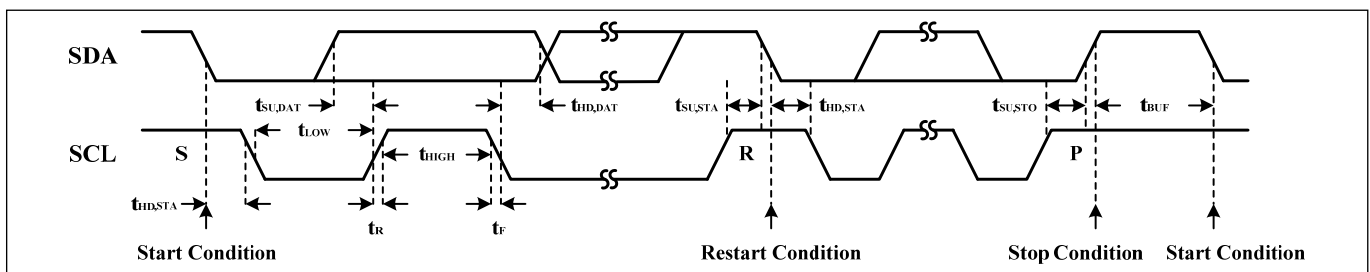 SDA
tSU,DAT
tHD,DAT
tSU,STA
tHD,STA
tSU,STO
tBUF
tLOW
SCL
S
tHIGH
R
P
tHD,STA
tR
tF
Start Condition
Restart Condition
Stop Condition
Start Condition